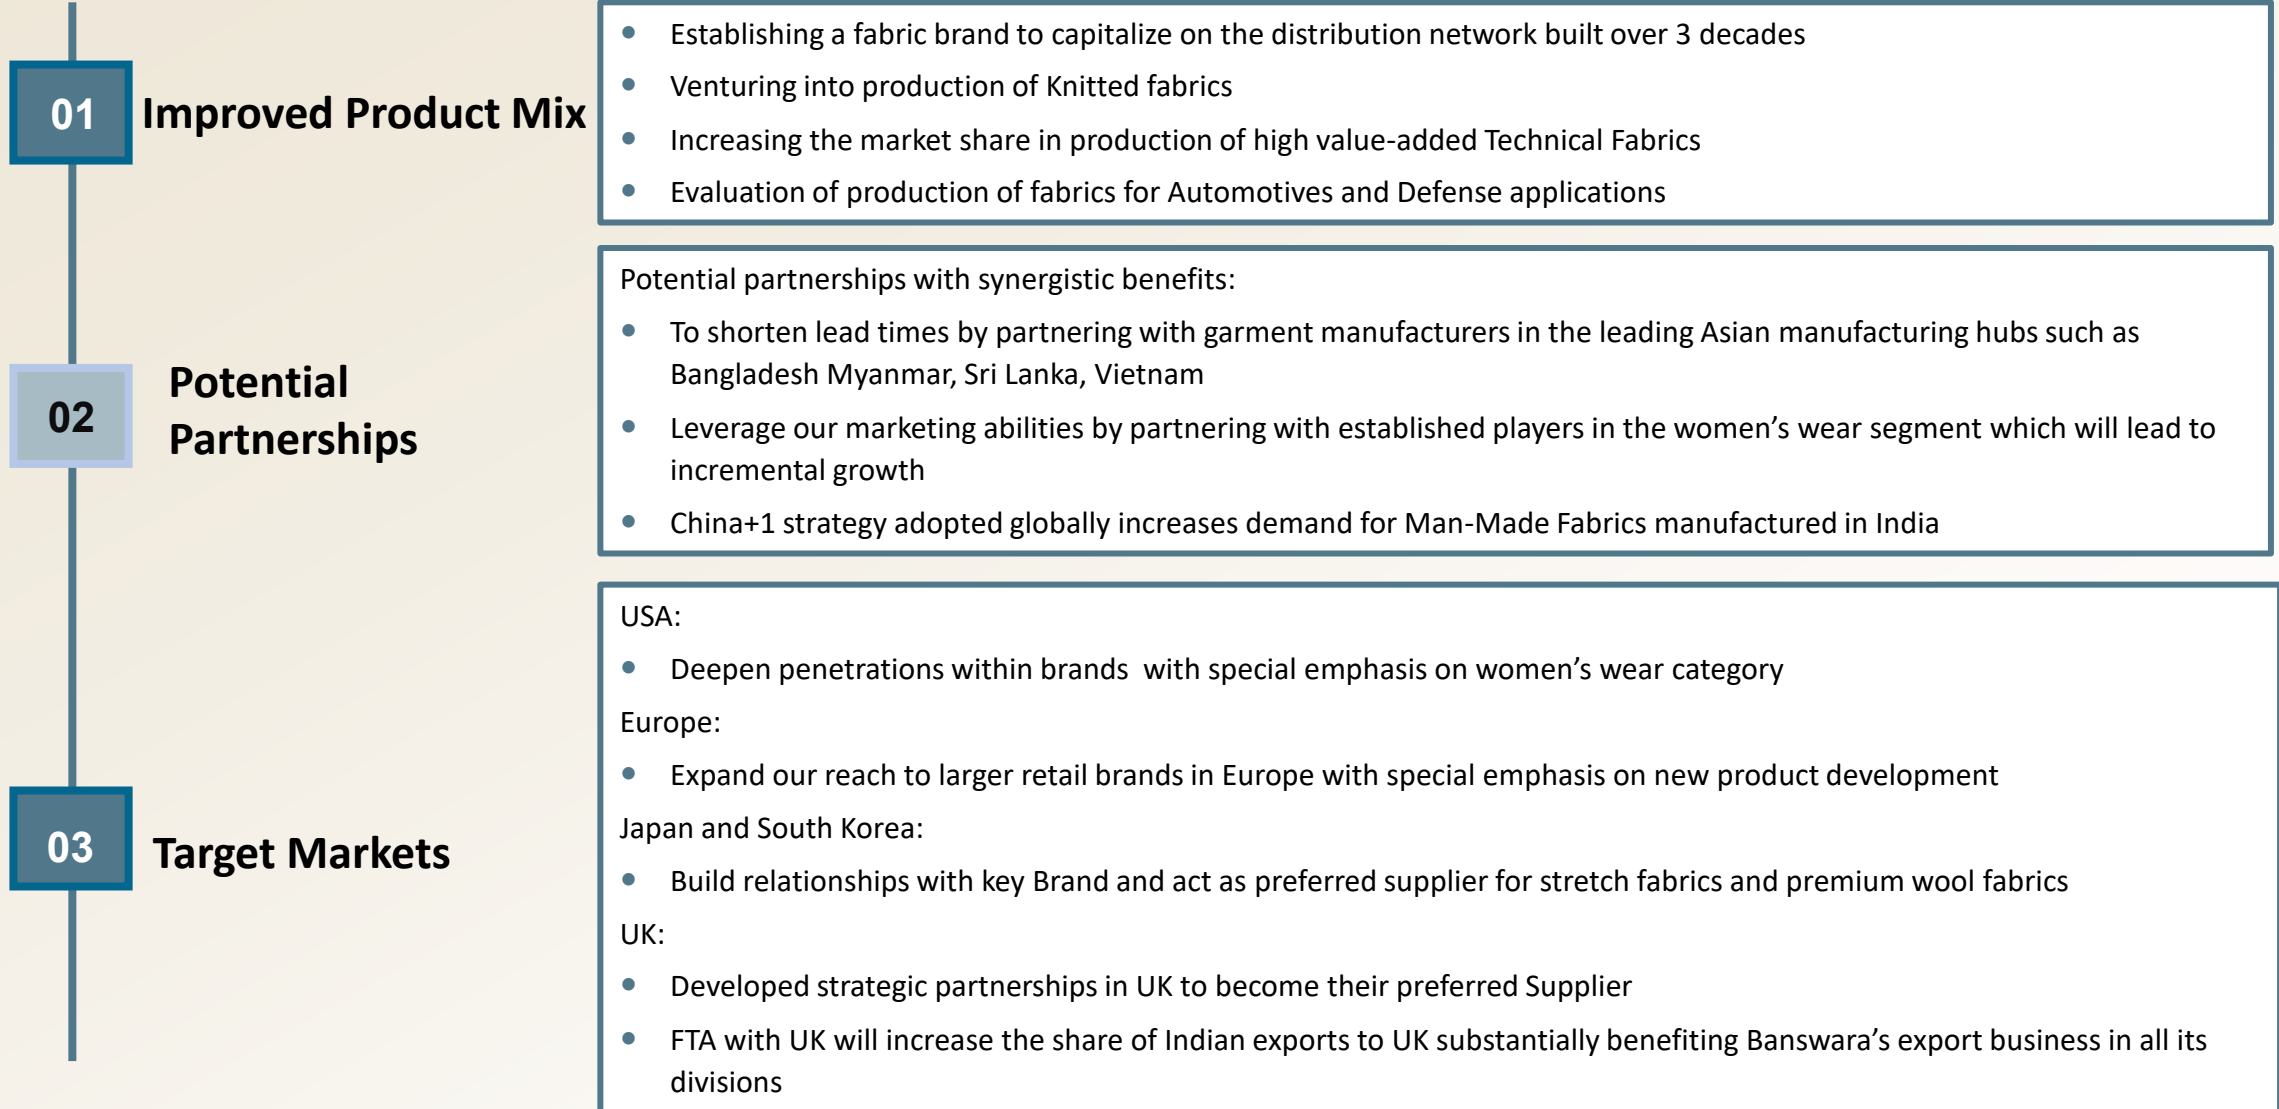 01
Improved Product Mix
• Establishing a fabric brand to capitalize on the distribution network built over 3 decades
• Venturing into production of Knitted fabrics
• Increasing the market share in production of high value-added Technical Fabrics
• Evaluation of production of fabrics for Automotives and Defense applications
02
Potential
Partnerships
Potential partnerships with synergistic benefits:
• To shorten lead times by partnering with garment manufacturers in the leading Asian manufacturing hubs such as
Bangladesh Myanmar, Sri Lanka, Vietnam
• Leverage our marketing abilities by partnering with established players in the women’s wear segment which will lead to
incremental growth
• China+1 strategy adopted globally increases demand for Man-Made Fabrics manufactured in India
03
Target Markets
USA:
• Deepen penetrations within brands with special emphasis on women’s wear category
Europe:
• Expand our reach to larger retail brands in Europe with special emphasis on new product development
Japan and South Korea:
• Build relationships with key Brand and act as preferred supplier for stretch fabrics and premium wool fabrics
UK:
• Developed strategic partnerships in UK to become their preferred Supplier
• FTA with UK will increase the share of Indian exports to UK substantially benefiting Banswara’s export business in all its
divisions